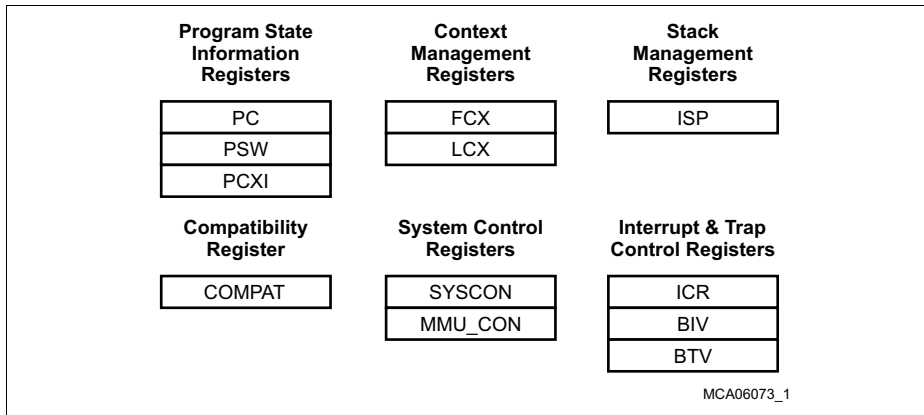 Program State
Information
Registers
PC
PSW
PCXI
Context
Management
Registers
FCX
LCX
Stack
Management
Registers
ISP
Compatibility
Register
COMPAT
System Control
Registers
SYSCON
MMU_CON
Interrupt & Trap
Control Registers
ICR
BIV
BTV
MCA06073_1